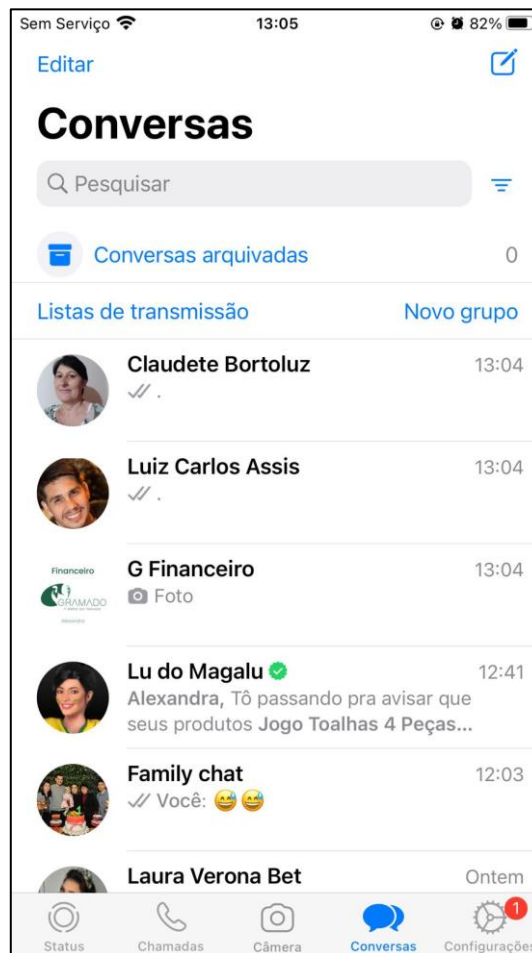 Sem Serviço 13:05 82%
Editar
Conversas
Pesquisar
Conversas arquivadas 0
Listas de transmissão Novo grupo
Claudete Bortoluz 13:04
.
Luiz Carlos Assis 13:04
.
Financeiro
GRAMADO
G Financeiro 13:04
Foto
Lu do Magalu 12:41
Alexandra, Tô passando pra avisar que
seus produtos Jogo Toalhas 4 Peças...
Family chat 12:03
Você: 😅😅
Laura Verona Bet Ontem
1
Status Chamadas Câmera Conversas Configurações